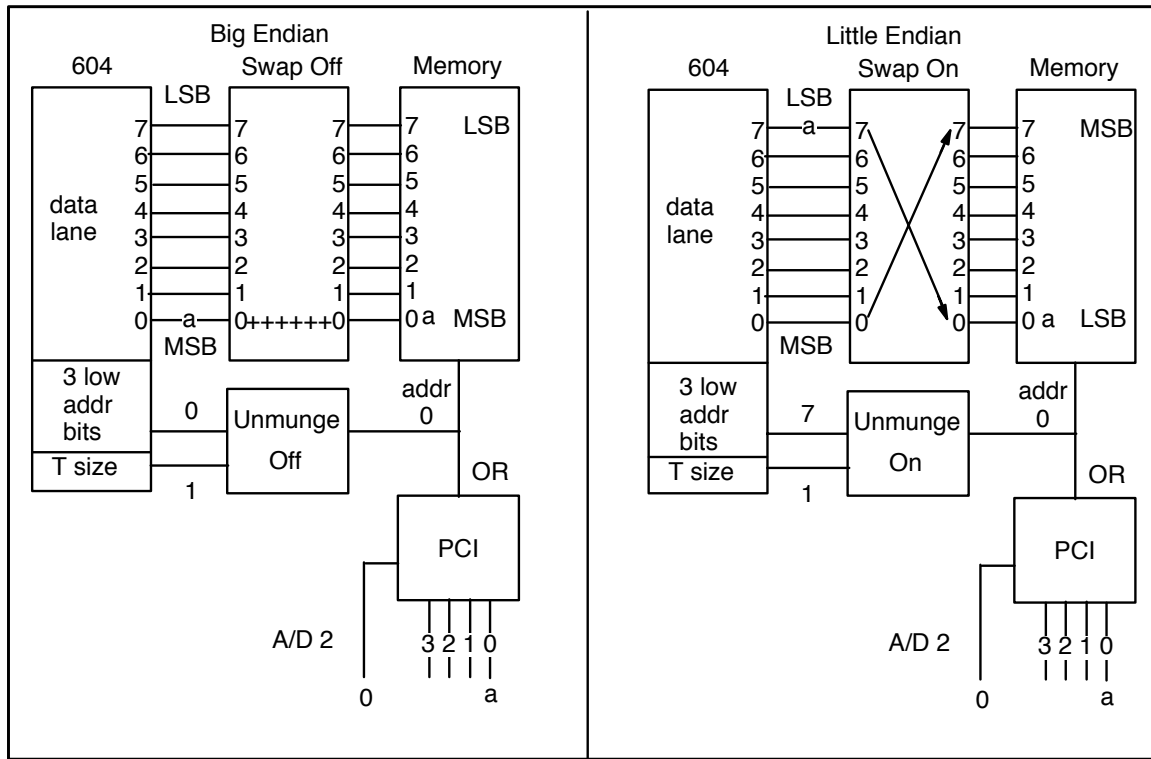 Big Endian
604 Swap Off Memory
LSB
7 7 7 7 LSB
6 6 6 6
5 5 5 5
data lane
4 4 4 4
3 3 3 3
2 2 2 2
1 1 1 1
0 a 0++++++0 0 a MSB
MSB
3 low addr bits
0
Unmunge Off
addr 0
T size
1
OR
PCI
A/D 2
3 2 1 0
0
a
Little Endian
604 Swap On Memory
LSB
7 a 7 7 7 MSB
6 6 6 6
5 5 5 5
data lane
4 4 4 4
3 3 3 3
2 2 2 2
1 1 1 1
0 0 0 0 a LSB
MSB
3 low addr bits
7
Unmunge On
addr 0
T size
1
OR
PCI
A/D 2
3 2 1 0
0
a